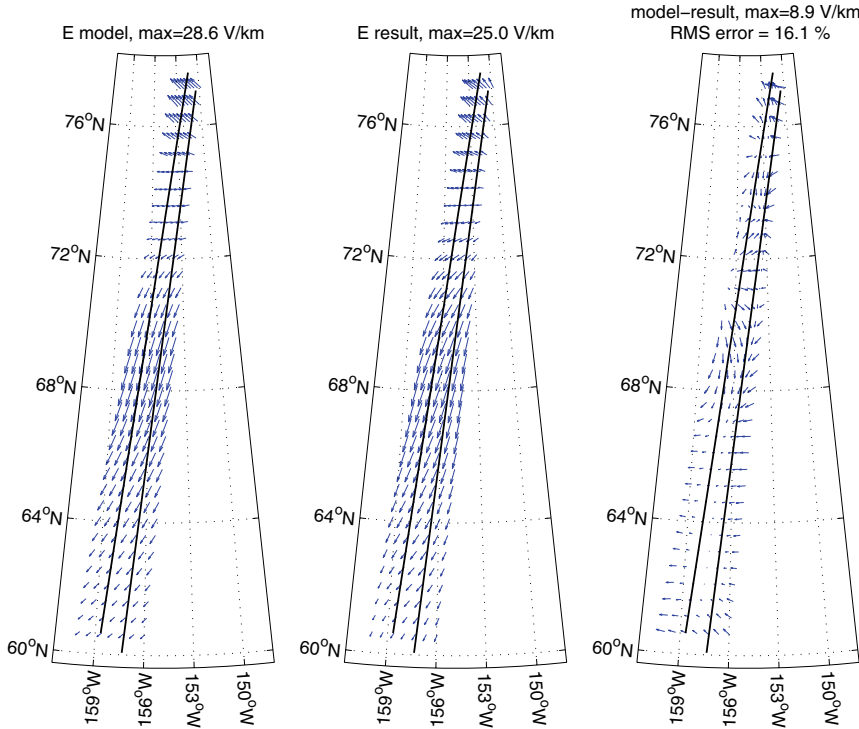 E model, max=28.6 V/km
76°N
72°N
68°N
64°N
60°N
159°W
156°W
153°W
150°W
E result, max=25.0 V/km
76°N
72°N
68°N
64°N
60°N
159°W
156°W
153°W
150°W
model−result, max=8.9 V/km
RMS error = 16.1 %
76°N
72°N
68°N
64°N
60°N
159°W
156°W
153°W
150°W